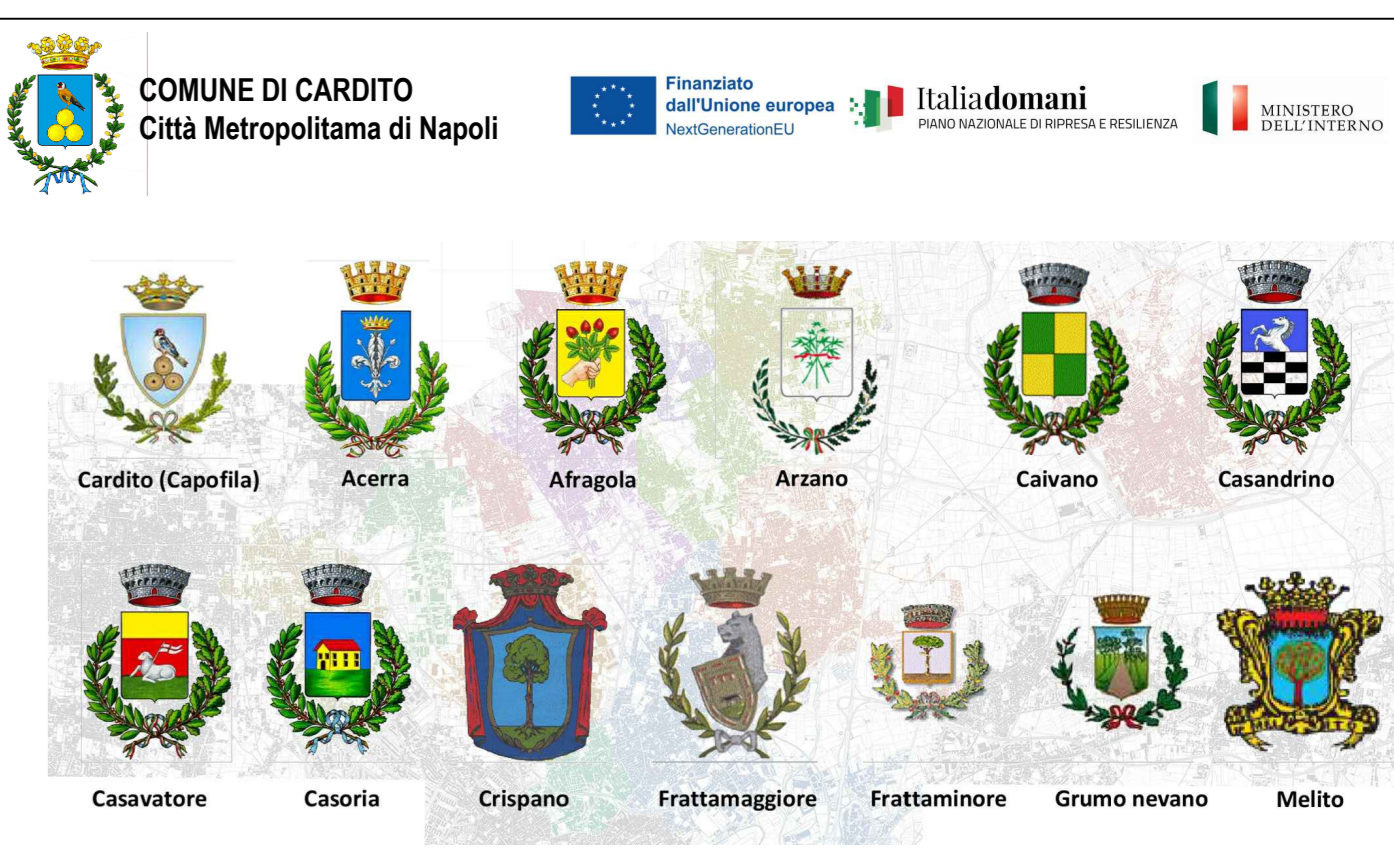 COMUNE DI CARDITO
Città Metropolitama di Napoli
Finanziato
dall'Unione europea
NextGenerationEU
Italiadomani
PIANO NAZIONALE DI RIPRESA E RESILIENZA
MINISTERO
DELL'INTERNO
Cardito (Capofila)
Acerra
Afragola
Arzano
Caivano
Casandrino
Casavatore
Casoria
Crispano
Frattamaggiore
Frattaminore
Grumo nevano
Melito